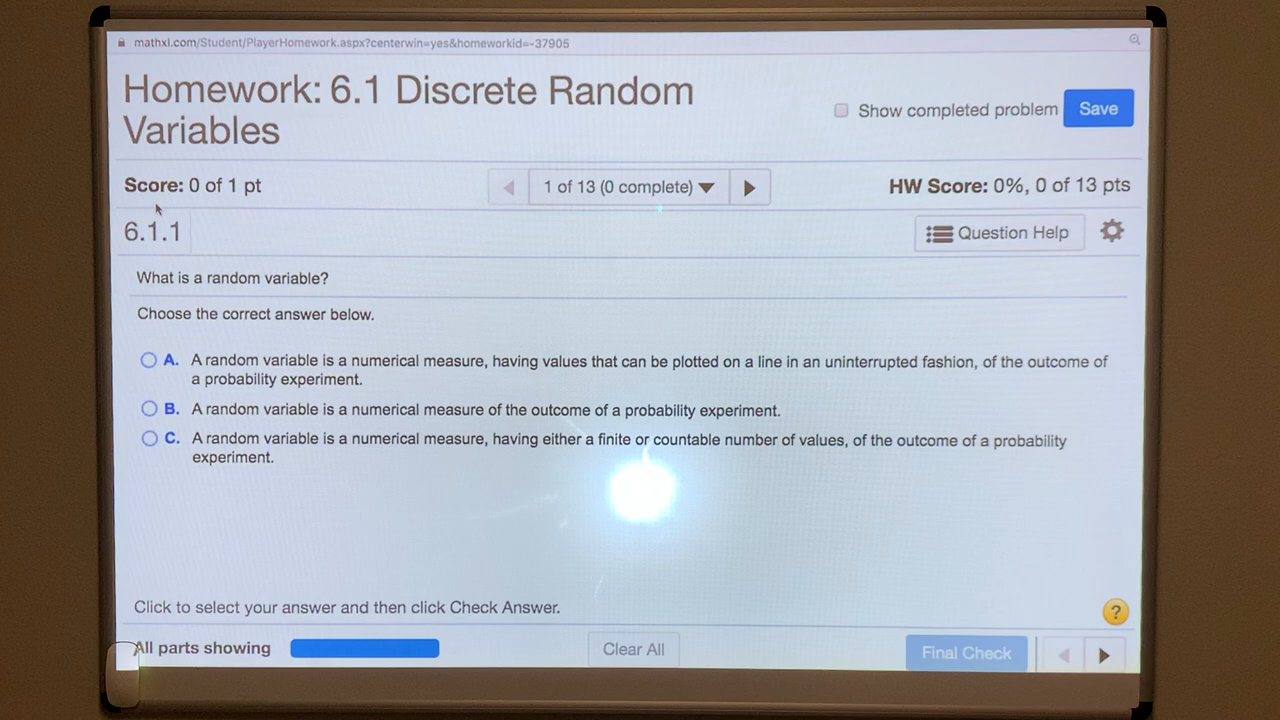 mathxl.com/Student/PlayerHomework.aspx?centerwin=yes&homeworkid=-37905
Homework: 6.1 Discrete Random
Variables
Show completed problem
Save
Score: 0 of 1 pt
1 of 13 (0 complete)
HW Score: 0%, 0 of 13 pts
6.1.1
Question Help
What is a random variable?
Choose the correct answer below.
A. A random variable is a numerical measure, having values that can be plotted on a line in an uninterrupted fashion, of the outcome of
a probability experiment.
B. A random variable is a numerical measure of the outcome of a probability experiment.
C. A random variable is a numerical measure, having either a finite or countable number of values, of the outcome of a probability
experiment.
Click to select your answer and then click Check Answer.
?
All parts showing
Clear All
Final Check